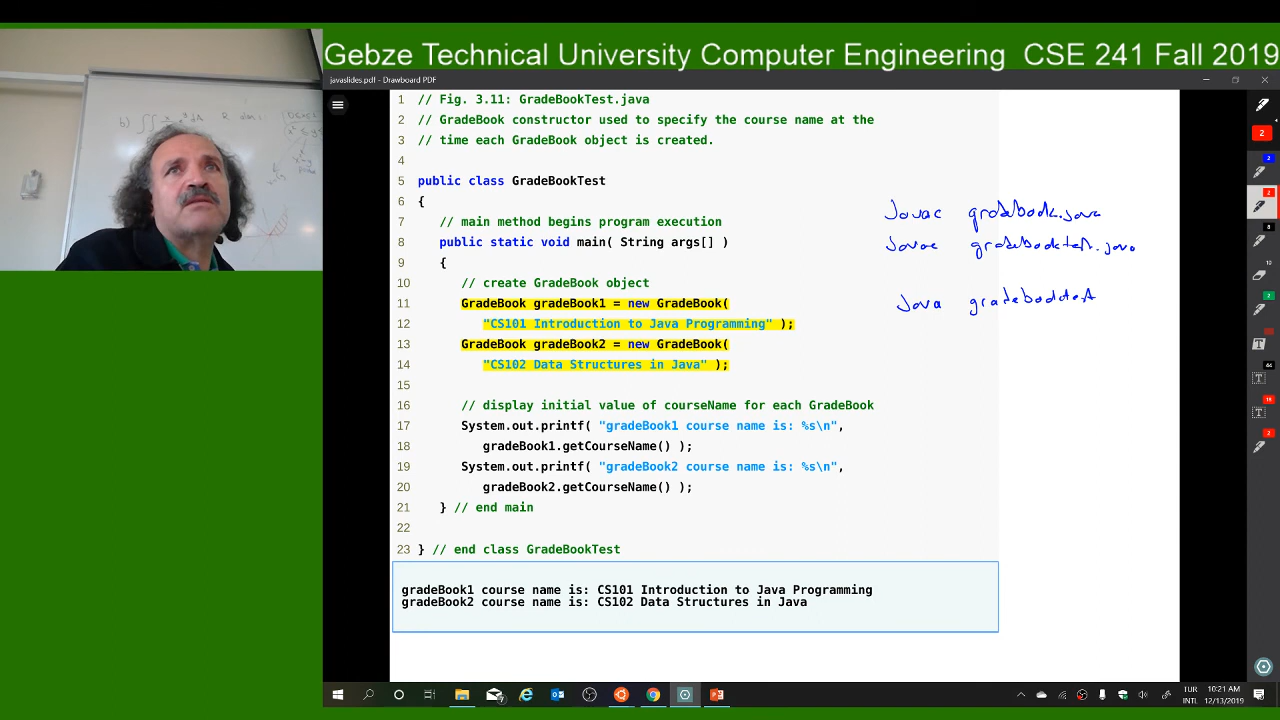 Gebze Technical University Computer Engineering CSE 241 Fall 2019
javaslides.pdf - Drawboard PDF
1 // Fig. 3.11: GradeBookTest.java
2 // GradeBook constructor used to specify the course name at the
3 // time each GradeBook object is created.
4
5 public class GradeBookTest
6 {
7 // main method begins program execution
8 public static void main( String args[] )
9 {
10 // create GradeBook object
11 GradeBook gradeBook1 = new GradeBook(
12 "CS101 Introduction to Java Programming" );
13 GradeBook gradeBook2 = new GradeBook(
14 "CS102 Data Structures in Java" );
15
16 // display initial value of courseName for each GradeBook
17 System.out.printf( "gradeBook1 course name is: %s\n",
18 gradeBook1.getCourseName() );
19 System.out.printf( "gradeBook2 course name is: %s\n",
20 gradeBook2.getCourseName() );
21 } // end main
22
23 } // end class GradeBookTest
Javac gradebook.java
Javac gradebooktest.java
Java gradebooktest
gradeBook1 course name is: CS101 Introduction to Java Programming
gradeBook2 course name is: CS102 Data Structures in Java
TUR
INTL
10:21 AM
12/13/2019